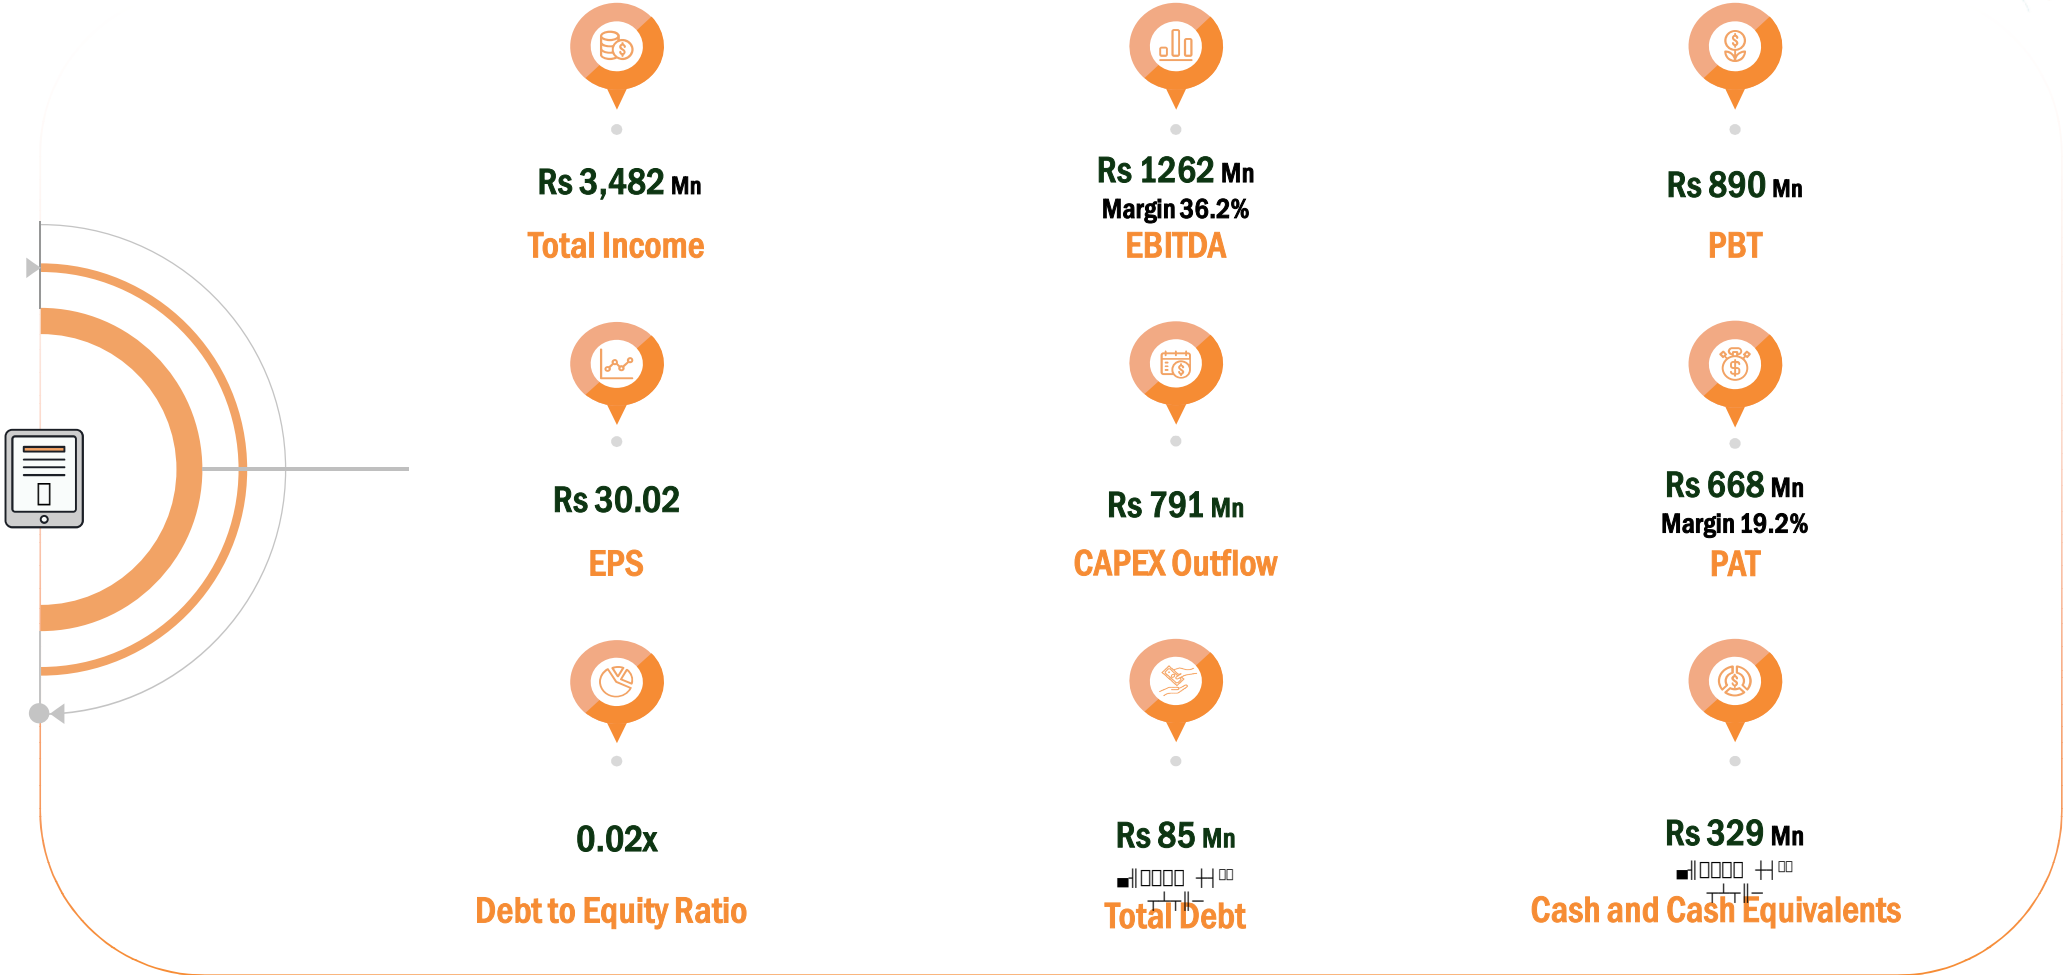 Rs 3,482 Mn
Total Income
Rs 1262 Mn
Margin 36.2%
EBITDA
Rs 890 Mn
PBT
Rs 30.02
EPS
Rs 791 Mn
CAPEX Outflow
Rs 668 Mn
Margin 19.2%
PAT
0.02x
Debt to Equity Ratio
Rs 85 Mn
Total Debt
Rs 329 Mn
Cash and Cash Equivalents